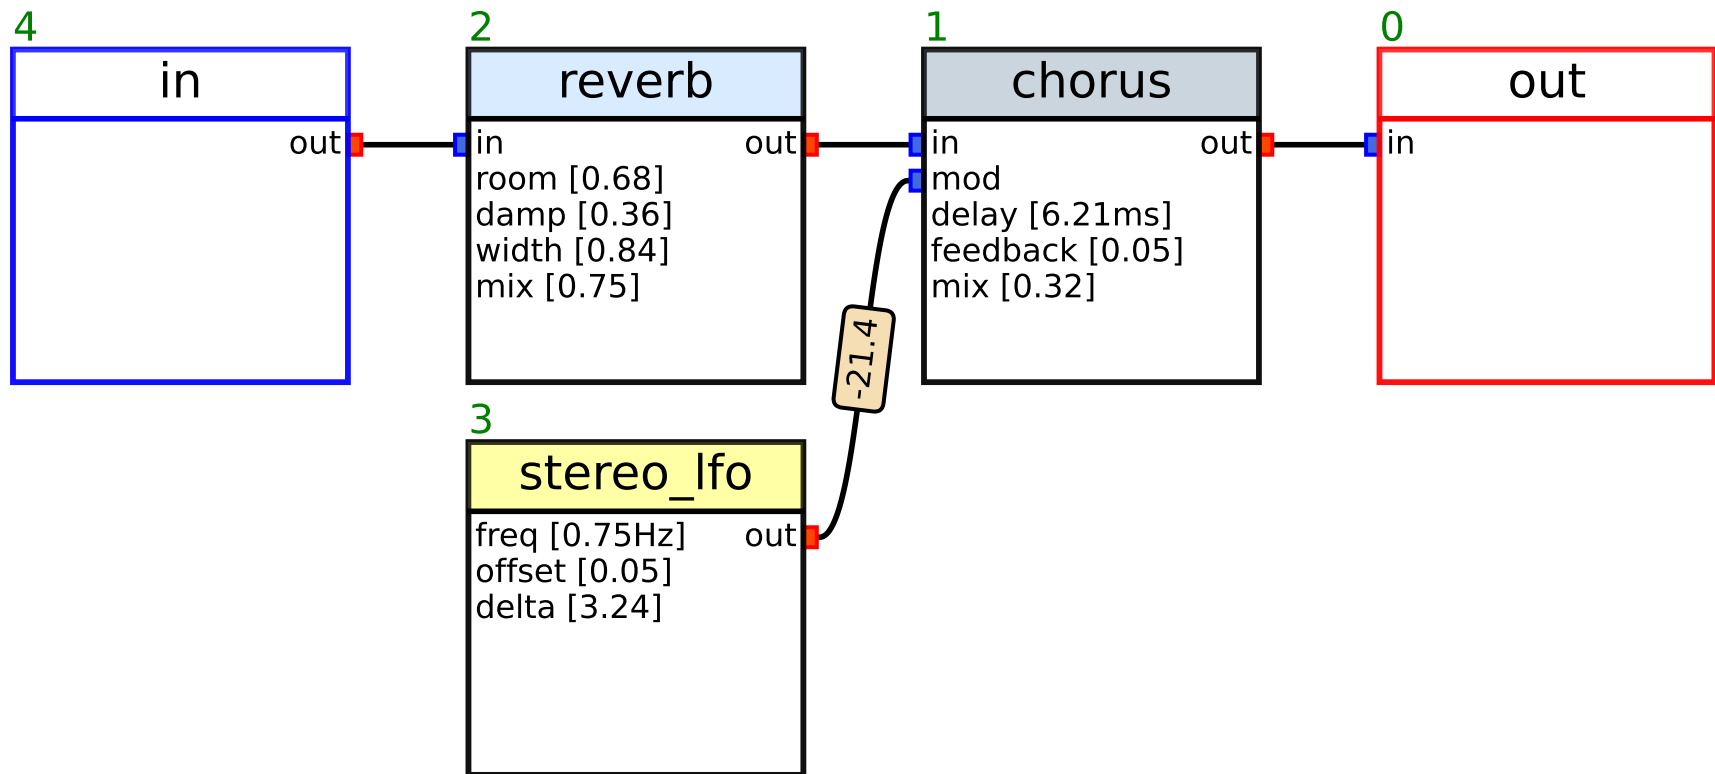 4
in
out
2
reverb
in
out
room [0.68]
damp [0.36]
width [0.84]
mix [0.75]
1
chorus
in
out
mod
delay [6.21ms]
feedback [0.05]
mix [0.32]
0
out
in
-21.4
3
stereo_lfo
freq [0.75Hz]
out
offset [0.05]
delta [3.24]